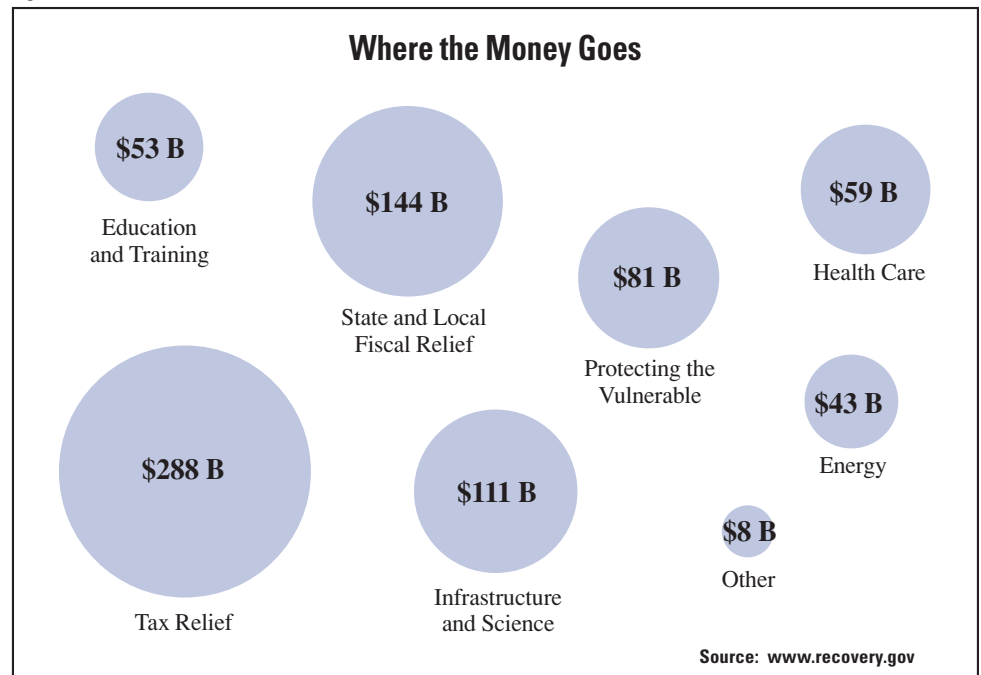 Where the Money Goes
$53 B
Education
and Training
$144 B
State and Local
Fiscal Relief
$81 B
Protecting the
Vulnerable
$59 B
Health Care
$288 B
Tax Relief
$111 B
Infrastructure
and Science
$43 B
Energy
$8 B
Other
Source: www.recovery.gov